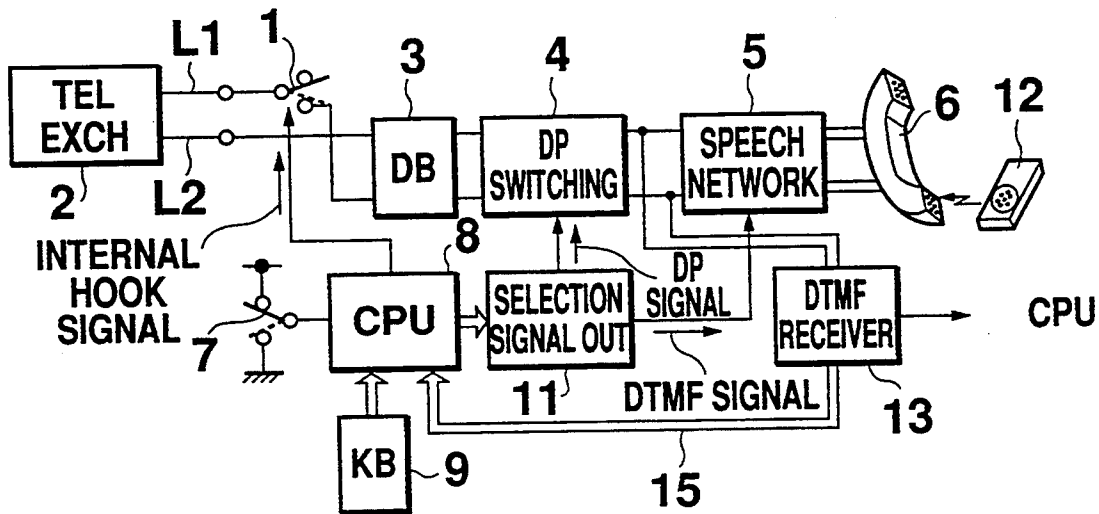 L1
1
3
4
5
6
12
TEL
EXCH
2
L2
DB
DP
SWITCHING
SPEECH
NETWORK
INTERNAL
HOOK
SIGNAL
7
8
CPU
SELECTION
SIGNAL OUT
11
DP
SIGNAL
DTMF SIGNAL
DTMF
RECEIVER
13
CPU
KB
9
15